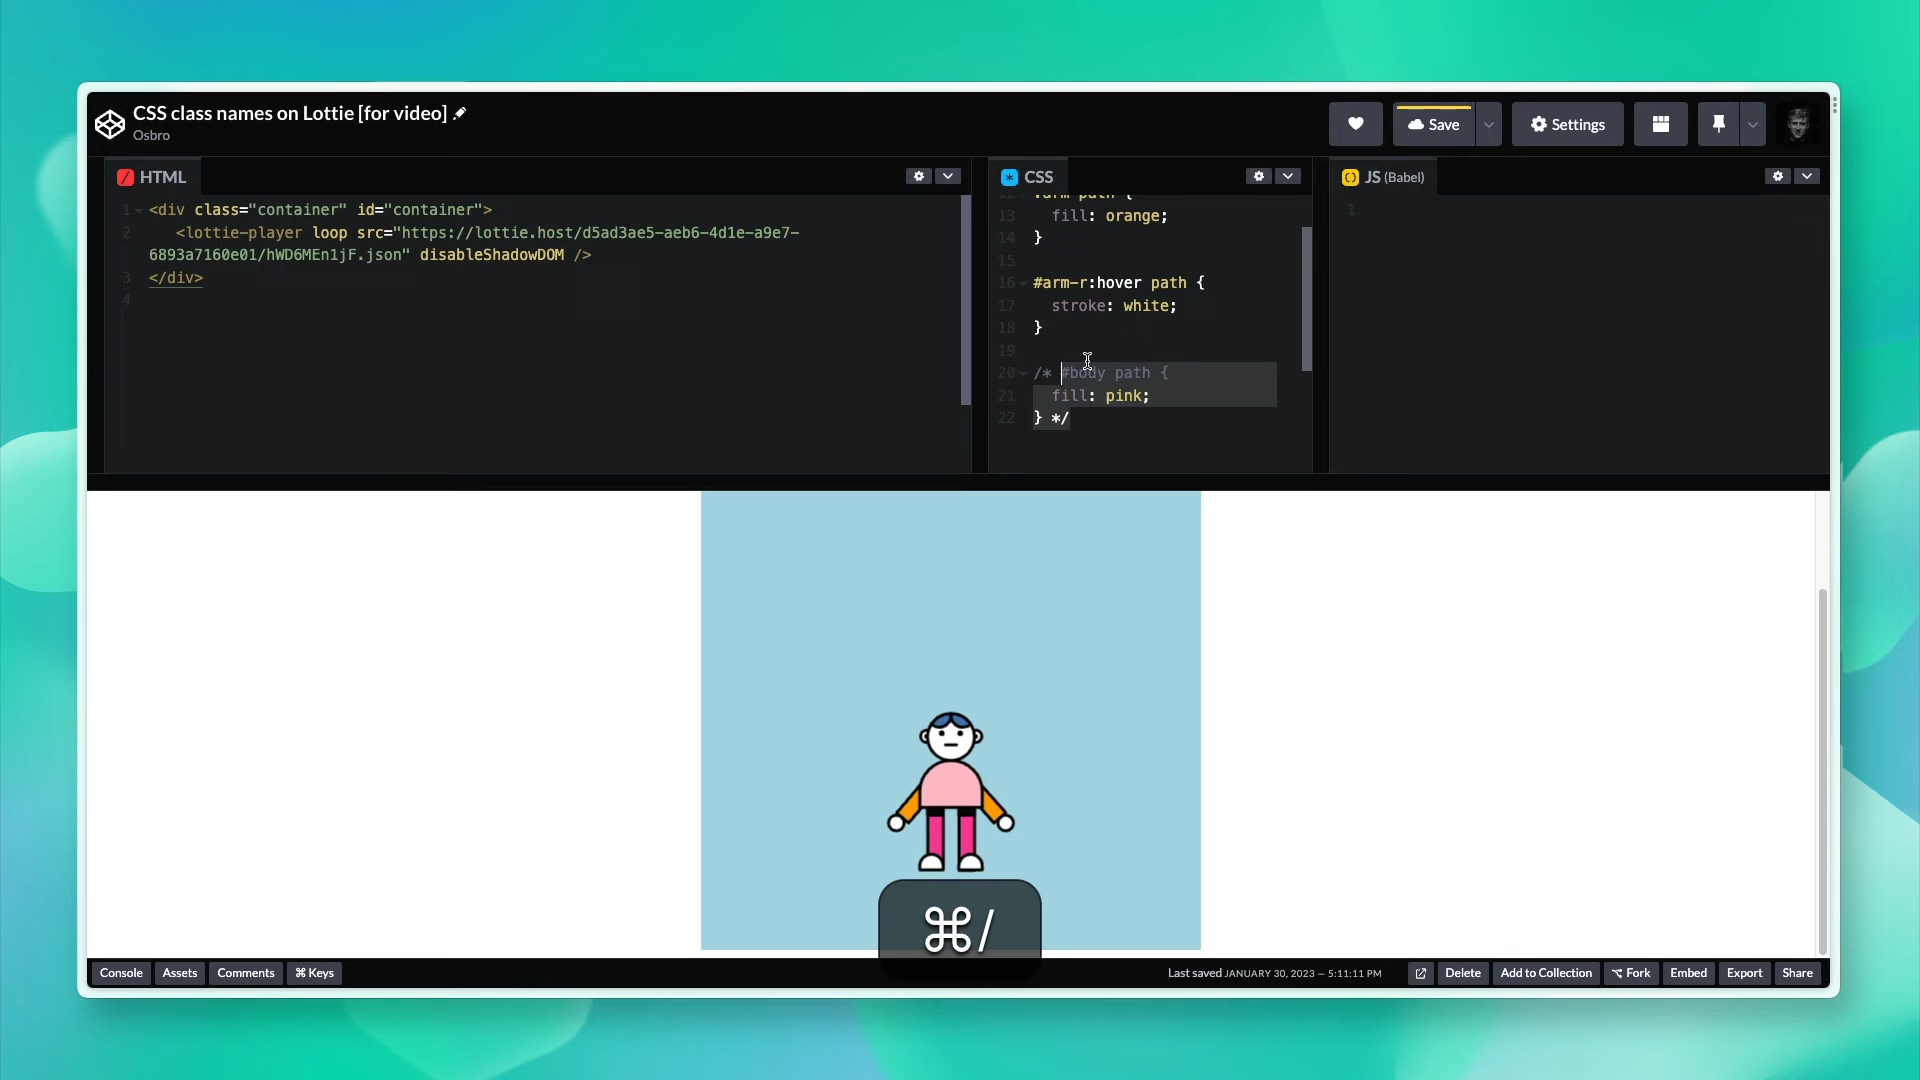 CSS class names on Lottie [for video]
Osbro
Save
Settings
HTML
1 <div class="container" id="container">
2 <lottie-player loop src="https://lottie.host/d5ad3ae5-aeb6-4d1e-a9e7-
6893a7160e01/hWD6MEn1jF.json" disableShadowDOM />
3 </div>
4
CSS
13 fill: orange;
14 }
15
16 #arm-r:hover path {
17 stroke: white;
18 }
19
20 /* #body path {
21 fill: pink;
22 } */
JS (Babel)
1
⌘/
Console Assets Comments ⌘ Keys
Last saved JANUARY 30, 2023 — 5:11:11 PM
Delete Add to Collection Fork Embed Export Share